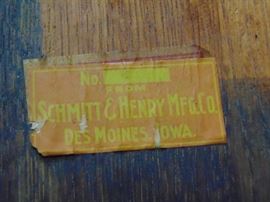 No.
FROM
SCHMITT & HENRY MFG.CO.
DES MOINES, IOWA.